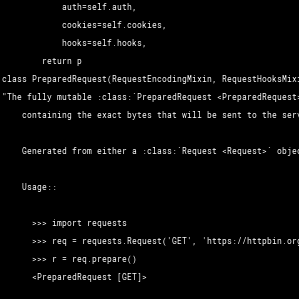 auth=self.auth,
cookies=self.cookies,
hooks=self.hooks,
return p
class PreparedRequest(RequestEncodingMixin, RequestHooksMixi
"The fully mutable :class:`PreparedRequest <PreparedRequest>
containing the exact bytes that will be sent to the serv
Generated from either a :class:`Request <Request>` objec
Usage::
>>> import requests
>>> req = requests.Request('GET', 'https://httpbin.org
>>> r = req.prepare()
<PreparedRequest [GET]>